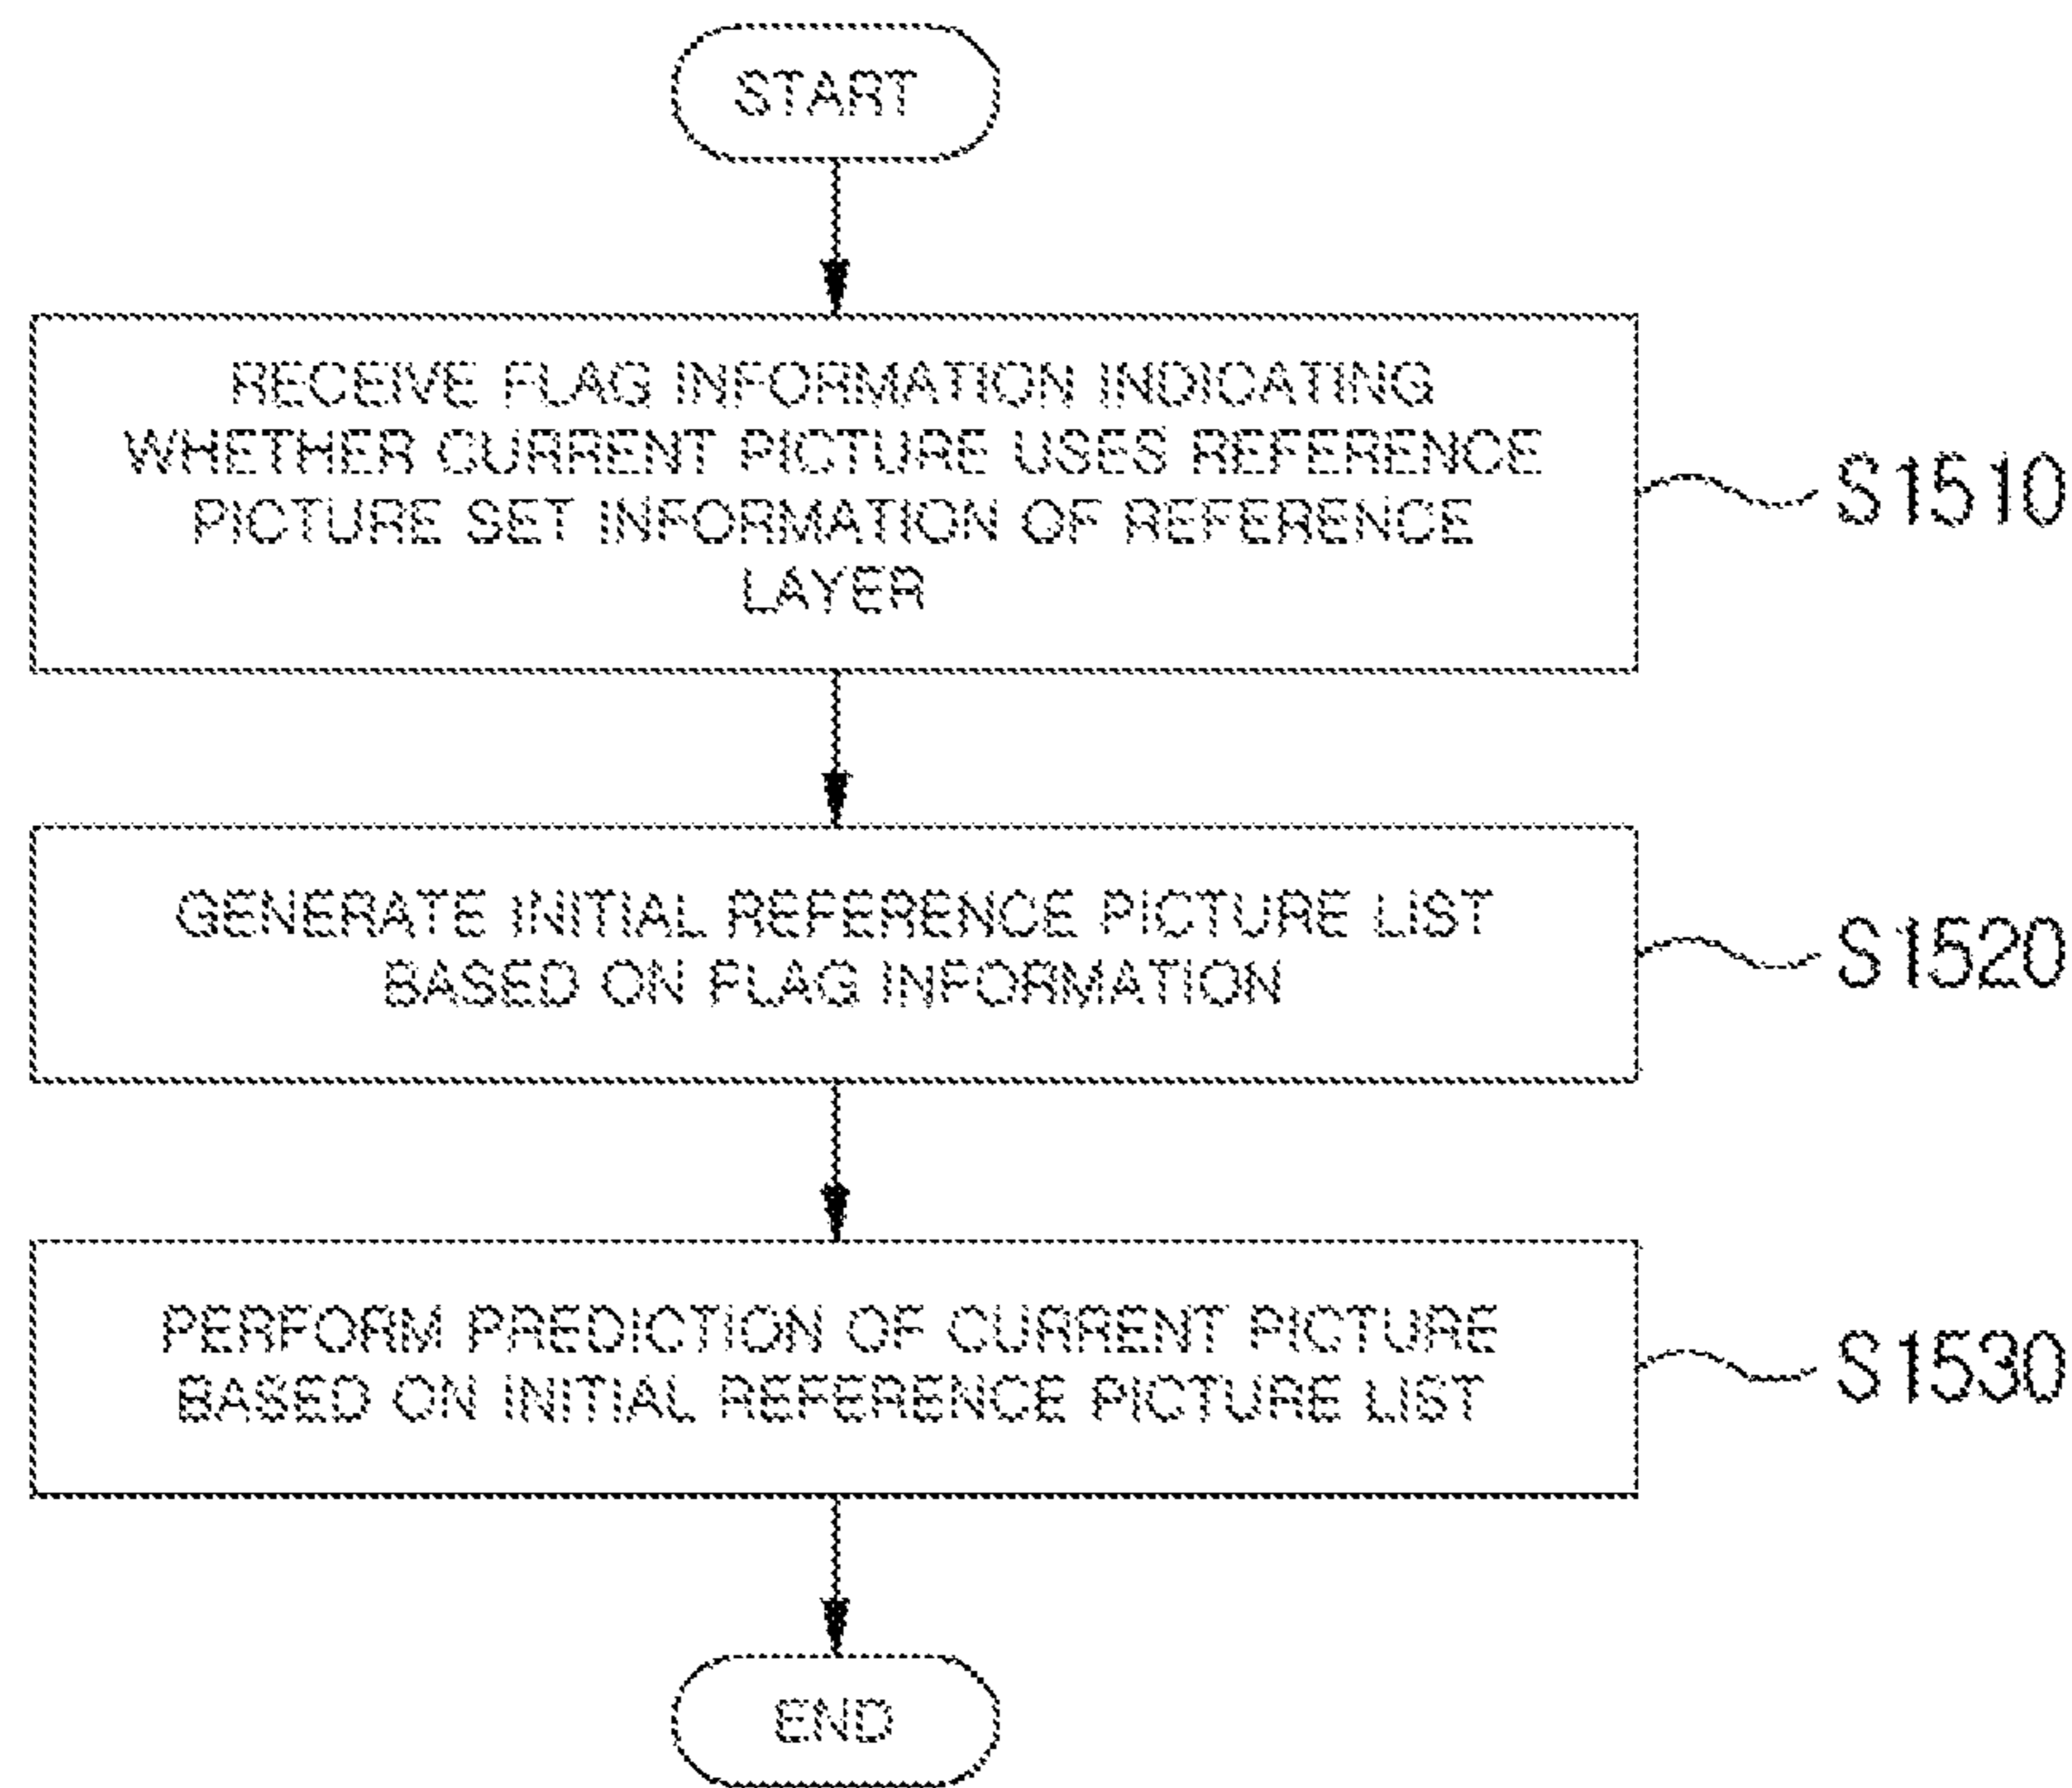 START
RECEIVE FLAG INFORMATION INDICATING
WHETHER CURRENT PICTURE USES REFERENCE
PICTURE SET INFORMATION OF REFERENCE
LAYER
S1510
GENERATE INITIAL REFERENCE PICTURE LIST
BASED ON FLAG INFORMATION
S1520
PERFORM PREDICTION OF CURRENT PICTURE
BASED ON INITIAL REFERENCE PICTURE LIST
S1530
END